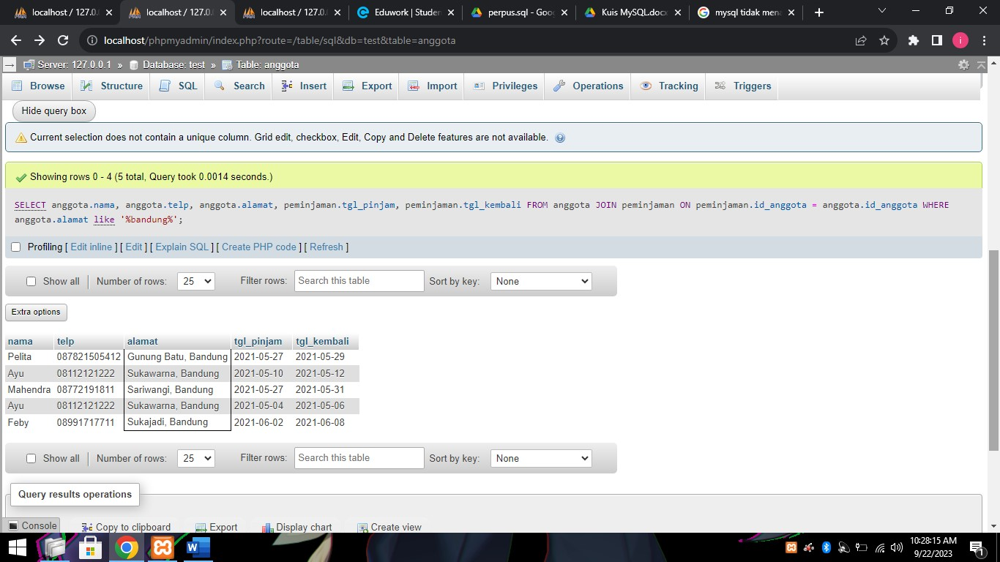 localhost / 127.0.
localhost / 127.0.
localhost / 127.0.
Eduwork | Studen
perpus.sql - Goog
Kuis MySQL.docx
mysql tidak mena
localhost/phpmyadmin/index.php?route=/table/sql&db=test&table=anggota
i
Server: 127.0.0.1 » Database: test » Table: anggota
Browse Structure SQL Search Insert Export Import Privileges Operations Tracking Triggers
Hide query box
Current selection does not contain a unique column. Grid edit, checkbox, Edit, Copy and Delete features are not available.
Showing rows 0 - 4 (5 total, Query took 0.0014 seconds.)
SELECT anggota.nama, anggota.telp, anggota.alamat, peminjaman.tgl_pinjam, peminjaman.tgl_kembali FROM anggota JOIN peminjaman ON peminjaman.id_anggota = anggota.id_anggota WHERE
anggota.alamat like '%bandung%';
Profiling [ Edit inline ] [ Edit ] [ Explain SQL ] [ Create PHP code ] [ Refresh ]
Show all Number of rows: 25 Filter rows: Search this table Sort by key: None
Extra options
nama telp alamat tgl_pinjam tgl_kembali
Pelita 087821505412 Gunung Batu, Bandung 2021-05-27 2021-05-29
Ayu 08112121222 Sukawarna, Bandung 2021-05-10 2021-05-12
Mahendra 08772191811 Sariwangi, Bandung 2021-05-27 2021-05-31
Ayu 08112121222 Sukawarna, Bandung 2021-05-04 2021-05-06
Feby 08991717711 Sukajadi, Bandung 2021-06-02 2021-06-08
Show all Number of rows: 25 Filter rows: Search this table Sort by key: None
Query results operations
Console Copy to clipboard Export Display chart Create view
10:28:15 AM
9/22/2023
1